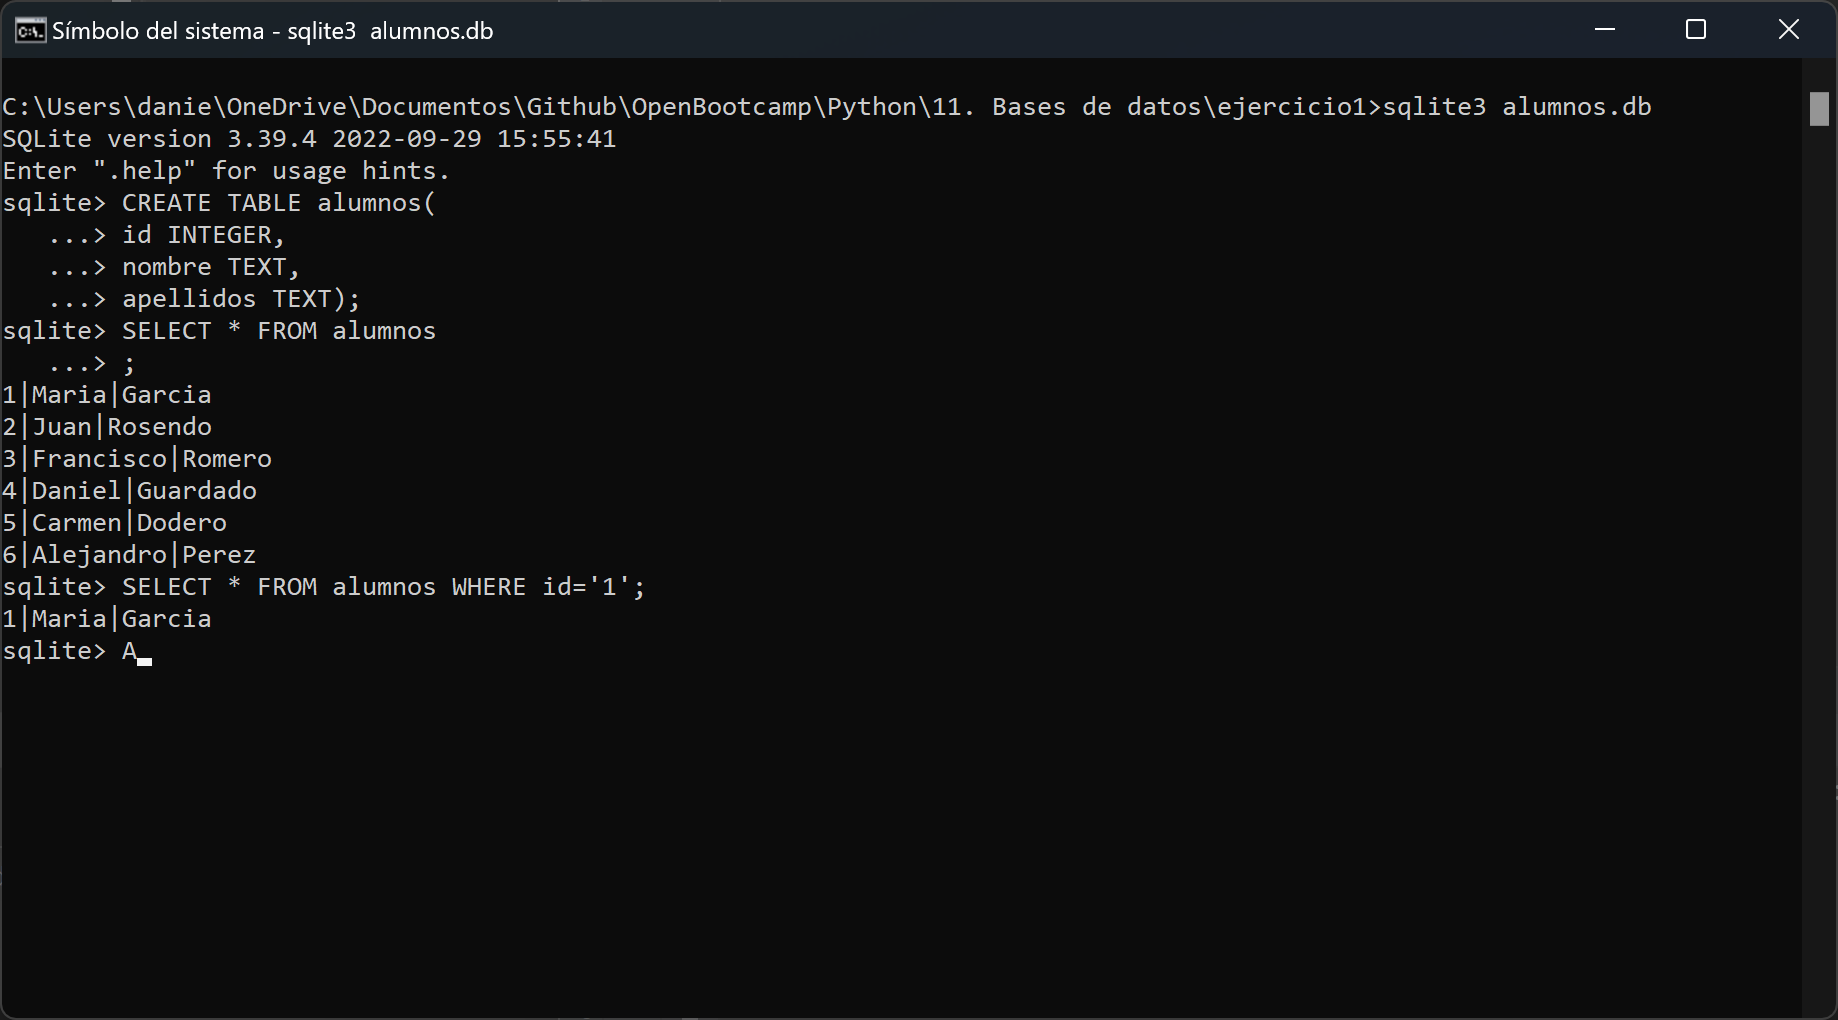 Símbolo del sistema - sqlite3  alumnos.db
C:\Users\danie\OneDrive\Documentos\Github\OpenBootcamp\Python\11. Bases de datos\ejercicio1>sqlite3 alumnos.db
SQLite version 3.39.4 2022-09-29 15:55:41
Enter ".help" for usage hints.
sqlite> CREATE TABLE alumnos(
   ...> id INTEGER,
   ...> nombre TEXT,
   ...> apellidos TEXT);
sqlite> SELECT * FROM alumnos
   ...> ;
1|Maria|Garcia
2|Juan|Rosendo
3|Francisco|Romero
4|Daniel|Guardado
5|Carmen|Dodero
6|Alejandro|Perez
sqlite> SELECT * FROM alumnos WHERE id='1';
1|Maria|Garcia
sqlite> A